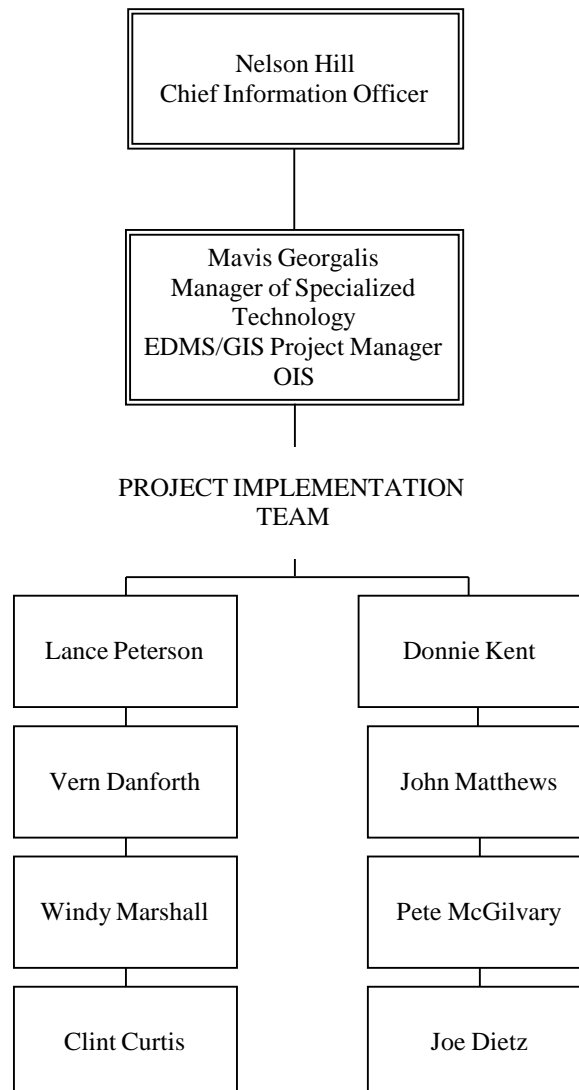 Nelson Hill
Chief Information Officer
Mavis Georgalis
Manager of Specialized
Technology
EDMS/GIS Project Manager
OIS
PROJECT IMPLEMENTATION
TEAM
Lance Peterson
Donnie Kent
Vern Danforth
John Matthews
Windy Marshall
Pete McGilvary
Clint Curtis
Joe Dietz